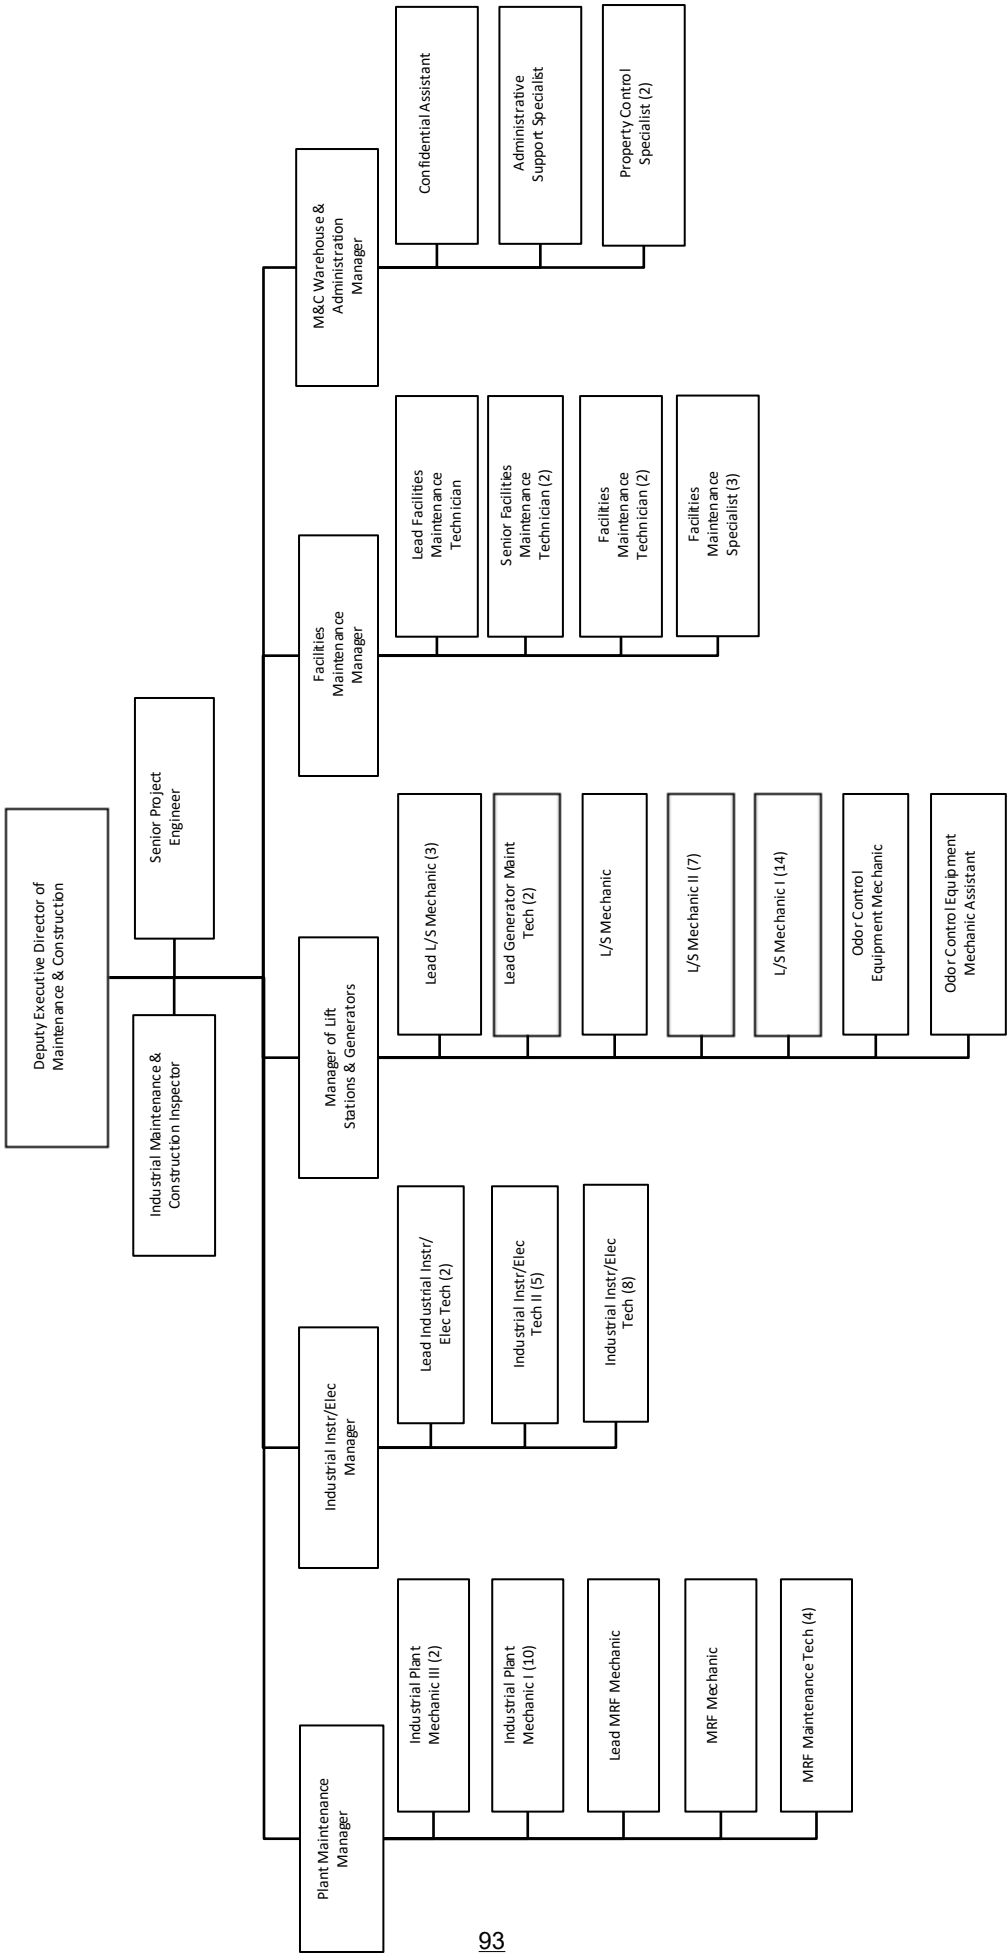 Deputy Executive Director of
Maintenance & Construction
Industrial Maintenance &
Construction Inspector
Senior Project
Engineer
Plant Maintenance
Manager
Industrial Plant
Mechanic III (2)
Industrial Plant
Mechanic I (10)
Lead MRF Mechanic
MRF Mechanic
MRF Maintenance Tech (4)
Industrial Instr/Elec
Manager
Lead Industrial Instr/
Elec Tech (2)
Industrial Instr/Elec
Tech II (5)
Industrial Instr/Elec
Tech (8)
Manager of Lift
Stations & Generators
Lead L/S Mechanic (3)
Lead Generator Maint
Tech (2)
L/S Mechanic
L/S Mechanic II (7)
L/S Mechanic I (14)
Odor Control
Equipment Mechanic
Odor Control Equipment
Mechanic Assistant
Facilities
Maintenance
Manager
Lead Facilities
Maintenance
Technician
Senior Facilities
Maintenance
Technician (2)
Facilities
Maintenance
Technician (2)
Facilities
Maintenance
Specialist (3)
M&C Warehouse &
Administration
Manager
Confidential Assistant
Administrative
Support Specialist
Property Control
Specialist (2)
93